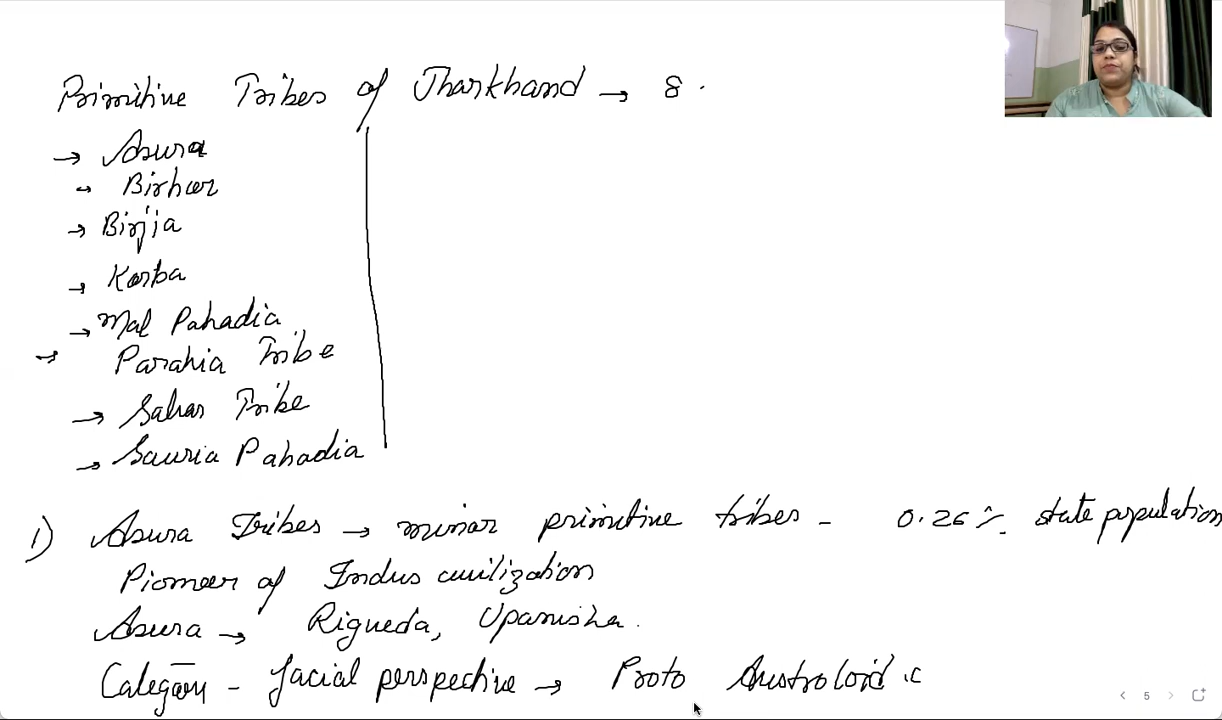 Primitive Tribes of Jharkhand → 8.
→ Asura
→ Birhor
→ Birjia
→ Korba
→ Mal Pahadia
→ Parahia Tribe
→ Sabar Tribe
→ Sauria Pahadia
1) Asura Tribes → minor primitive tribes - 0.26% state population
Pioneer of Indus civilization
Asura → Rigveda, Upanisha.
Category - facial perspective → Proto Austroloid
5